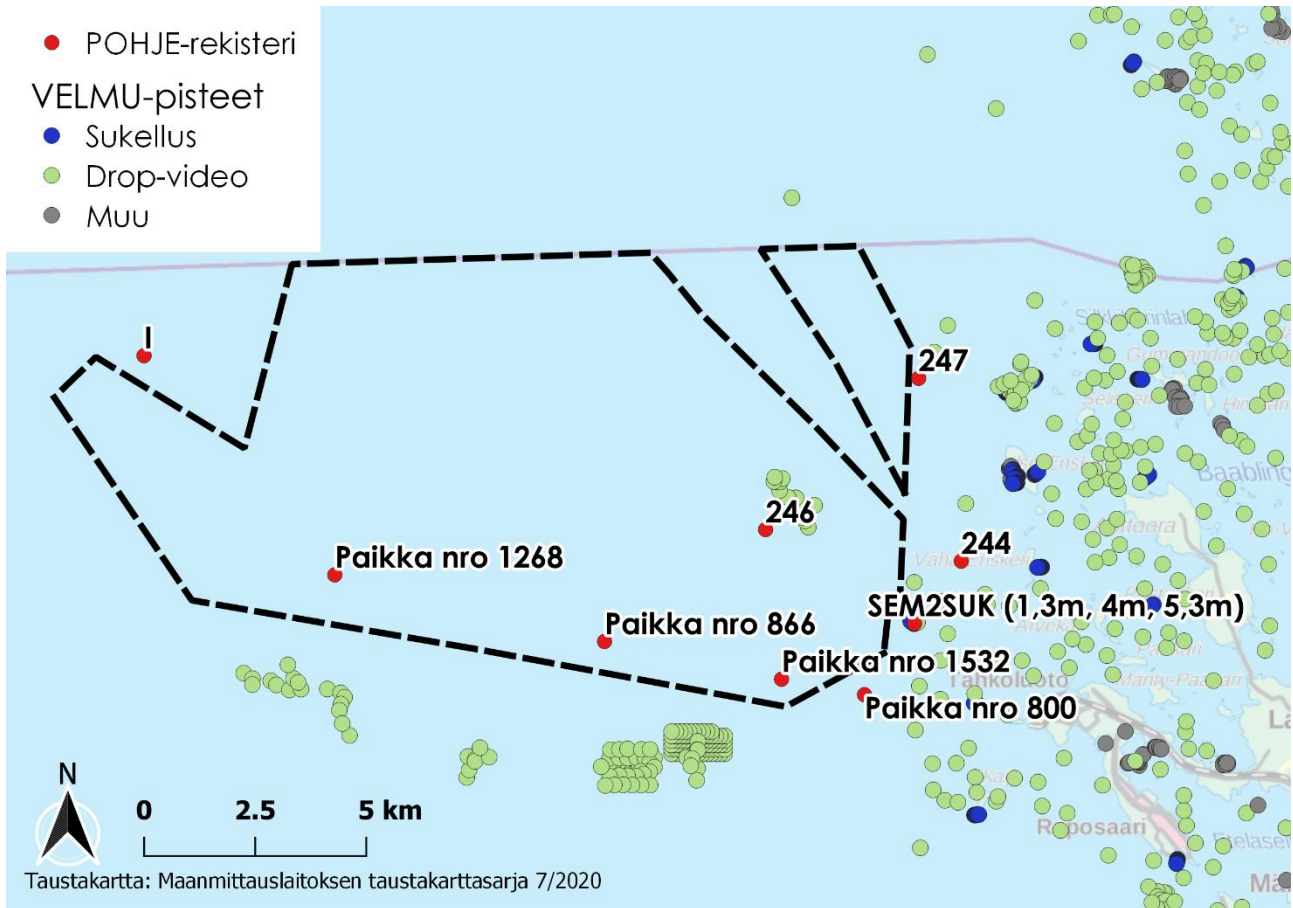 POHJE-rekisteri
VELMU-pisteet
Sukellus
Drop-video
Muu
I
247
246
244
Paikka nro 1268
SEM2SUK (1,3m, 4m, 5,3m)
Paikka nro 866
Paikka nro 1532
Paikka nro 800
Tahkoluoto
Reposaari
N
0 2.5 5 km
Taustakartta: Maanmittauslaitoksen taustakarttasarja 7/2020